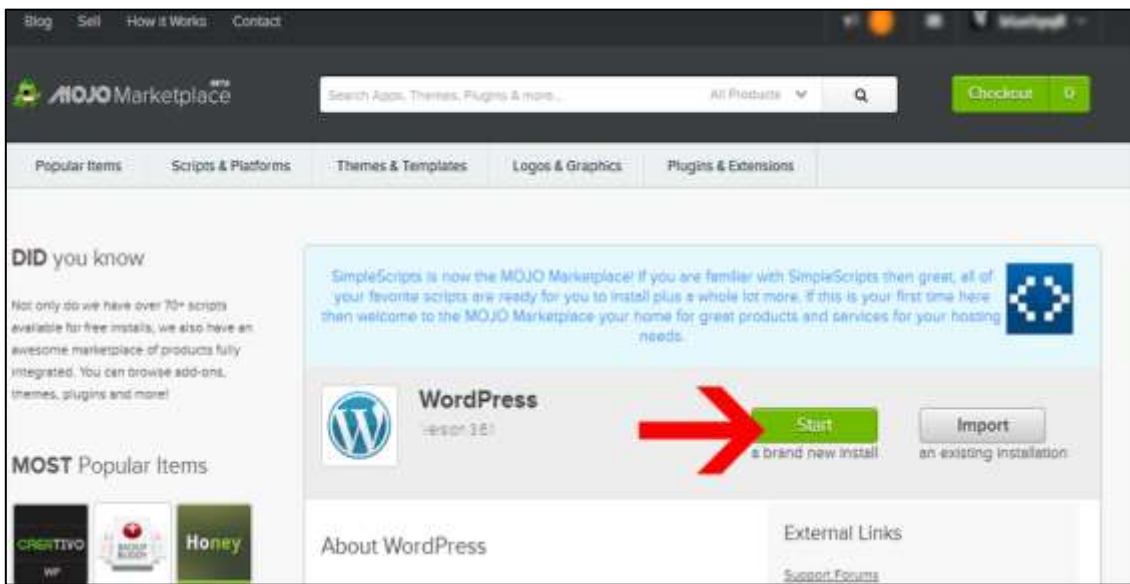 Blog Sell How it Works Contact
MOJO Marketplace BETA
Search Apps, Themes, Plugins & more... All Products
Checkout 0
Popular Items Scripts & Platforms Themes & Templates Logos & Graphics Plugins & Extensions
DID you know
Not only do we have over 70+ scripts
available for free installs, we also have an
awesome marketplace of products fully
integrated. You can browse add-ons,
themes, plugins and more!
MOST Popular Items
CREATIVO
WP
BACKUP
BUDDY
Honey
SimpleScripts is now the MOJO Marketplace! If you are familiar with SimpleScripts then great, all of
your favorite scripts are ready for you to install plus a whole lot more. If this is your first time here
then welcome to the MOJO Marketplace your home for great products and services for your hosting
needs.
WordPress
Version 3.6.1
Start
a brand new install
Import
an existing installation
About WordPress
External Links
Support Forums